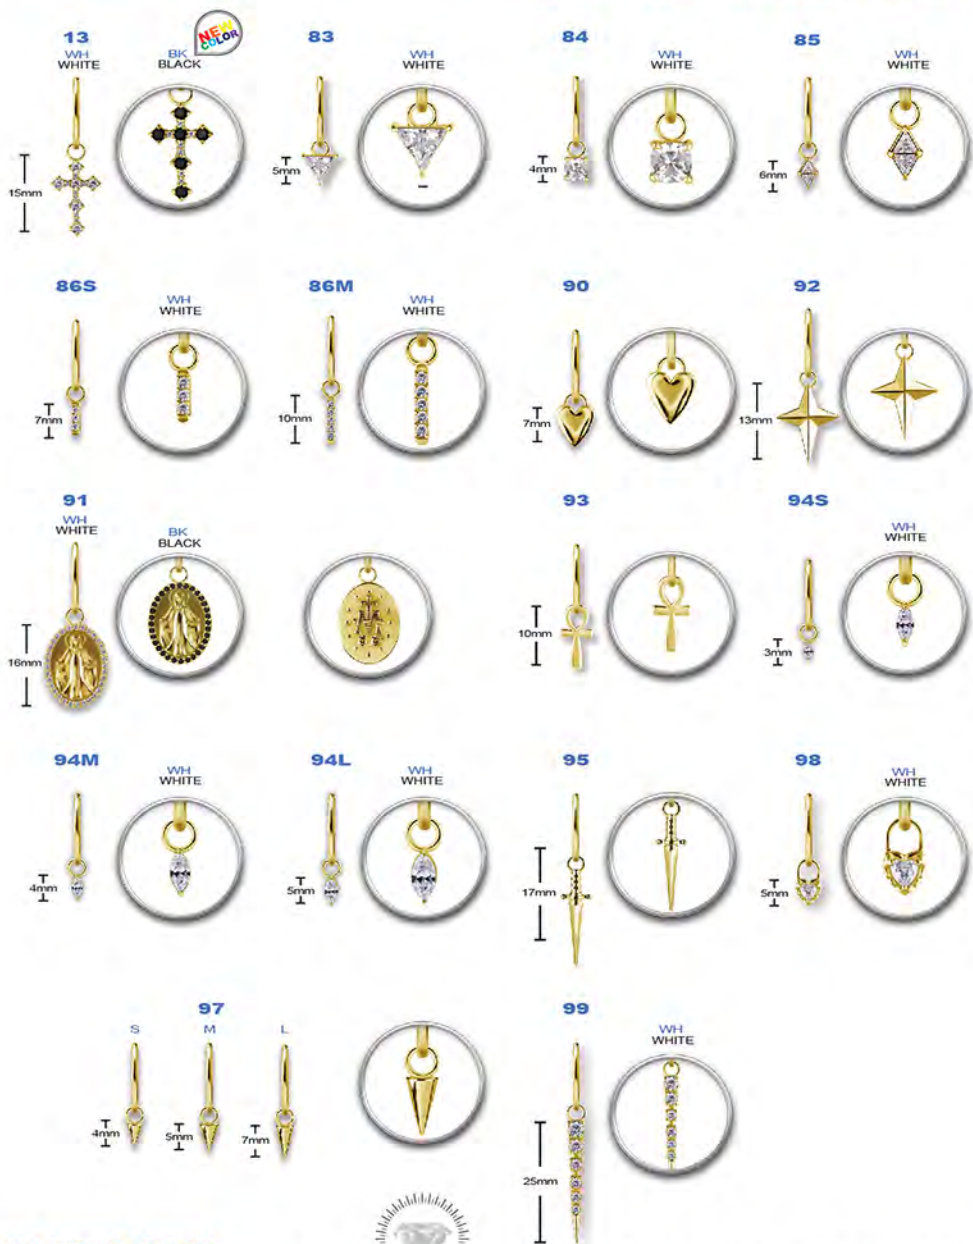 NEW
COLOR
13
83
84
85
WH
WHITE
BK
BLACK
WH
WHITE
WH
WHITE
WH
WHITE
15mm
5mm
4mm
6mm
86S
WH
WHITE
86M
WH
WHITE
90
92
7mm
10mm
7mm
13mm
91
WH
WHITE
BK
BLACK
93
94S
WH
WHITE
16mm
10mm
3mm
94M
WH
WHITE
94L
WH
WHITE
95
98
WH
WHITE
4mm
5mm
17mm
5mm
97
S
M
L
99
WH
WHITE
4mm
5mm
7mm
25mm